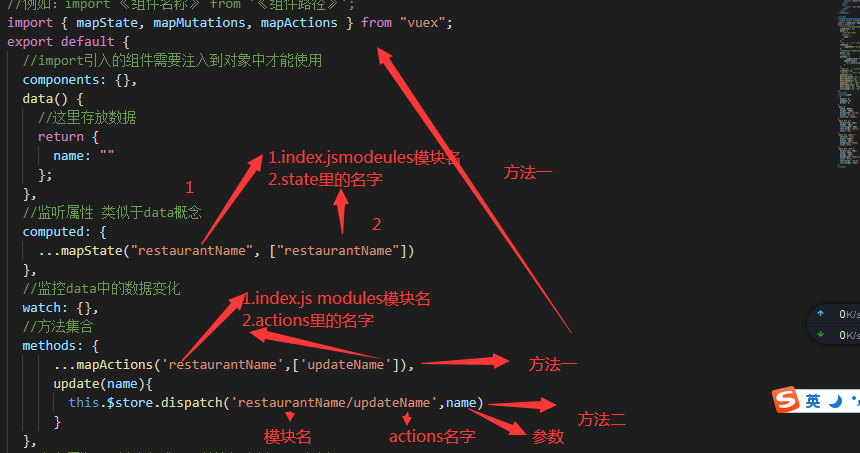 //例如：import 《组件名称》 from '《组件路径》';
import { mapState, mapMutations, mapActions } from "vuex";
export default {
//import引入的组件需要注入到对象中才能使用
components: {},
data() {
//这里存放数据
return {
name: ""
1.index.jsmodeules模块名
方法一
};
2.state里的名字
1
},
//监听属性 类似于data概念
2
computed: {
...mapState("restaurantName", ["restaurantName"])
},
//监控data中的数据变化
1.index.js modules模块名
watch: {},
2.actions里的名字
//方法集合
methods: {
...mapActions('restaurantName',['updateName']),
方法一
update(name){
this.$store.dispatch('restaurantName/updateName',name)
方法二
}
模块名
actions名字
参数
},
0K/s
0K/s
英